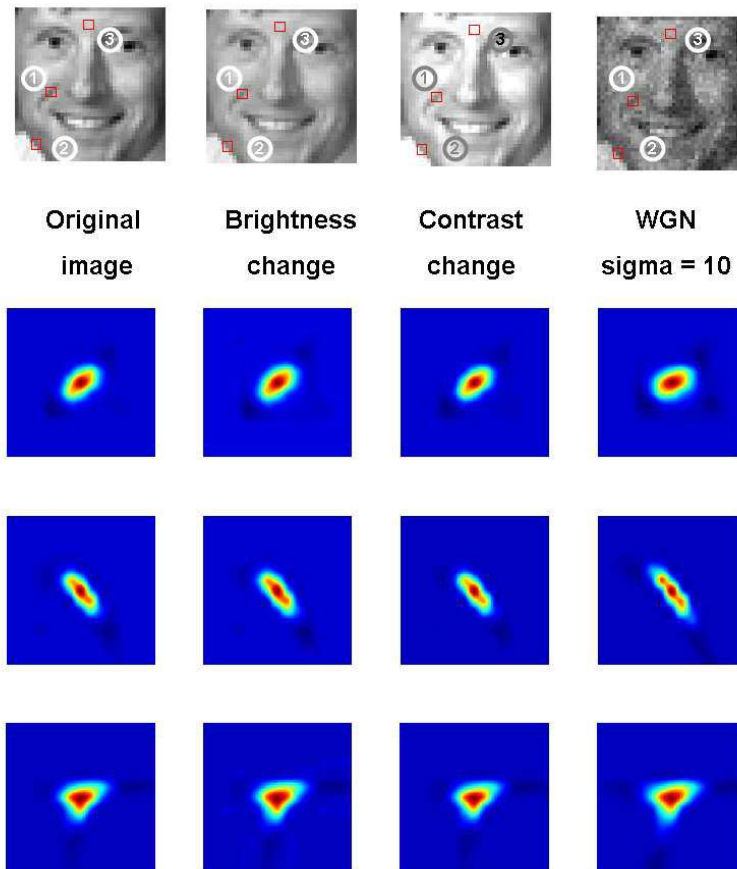 3 3 3 3
1 1 1 1
2 2 2 2
Original Brightness Contrast WGN
image change change sigma = 10